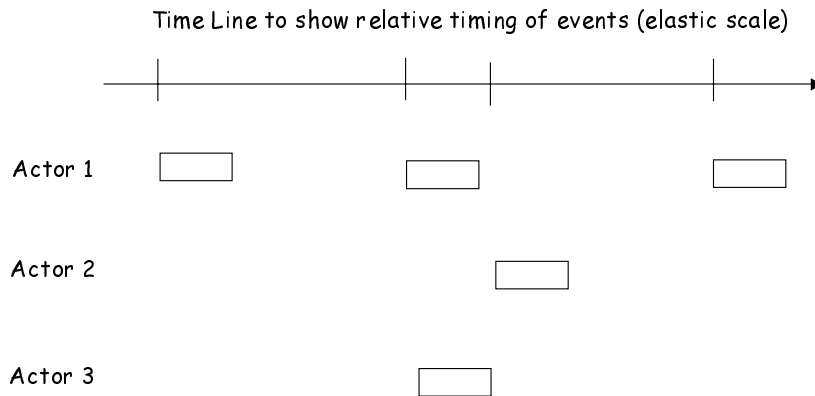 Time Line to show relative timing of events (elastic scale)
Actor 1
Actor 2
Actor 3